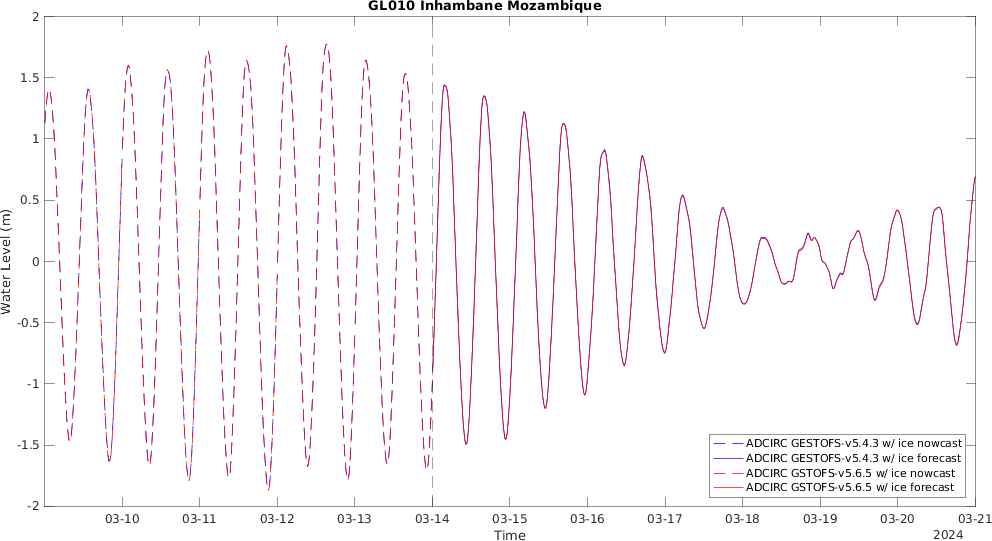 GL010 Inhambane Mozambique
Water Level (m)
2
1.5
1
0.5
0
-0.5
-1
-1.5
-2
ADCIRC GESTOFS-v5.4.3 w/ ice nowcast
ADCIRC GESTOFS-v5.4.3 w/ ice forecast
ADCIRC GSTOFS-v5.6.5 w/ ice nowcast
ADCIRC GSTOFS-v5.6.5 w/ ice forecast
03-10 03-11 03-12 03-13 03-14 03-15 03-16 03-17 03-18 03-19 03-20 03-21
Time
2024